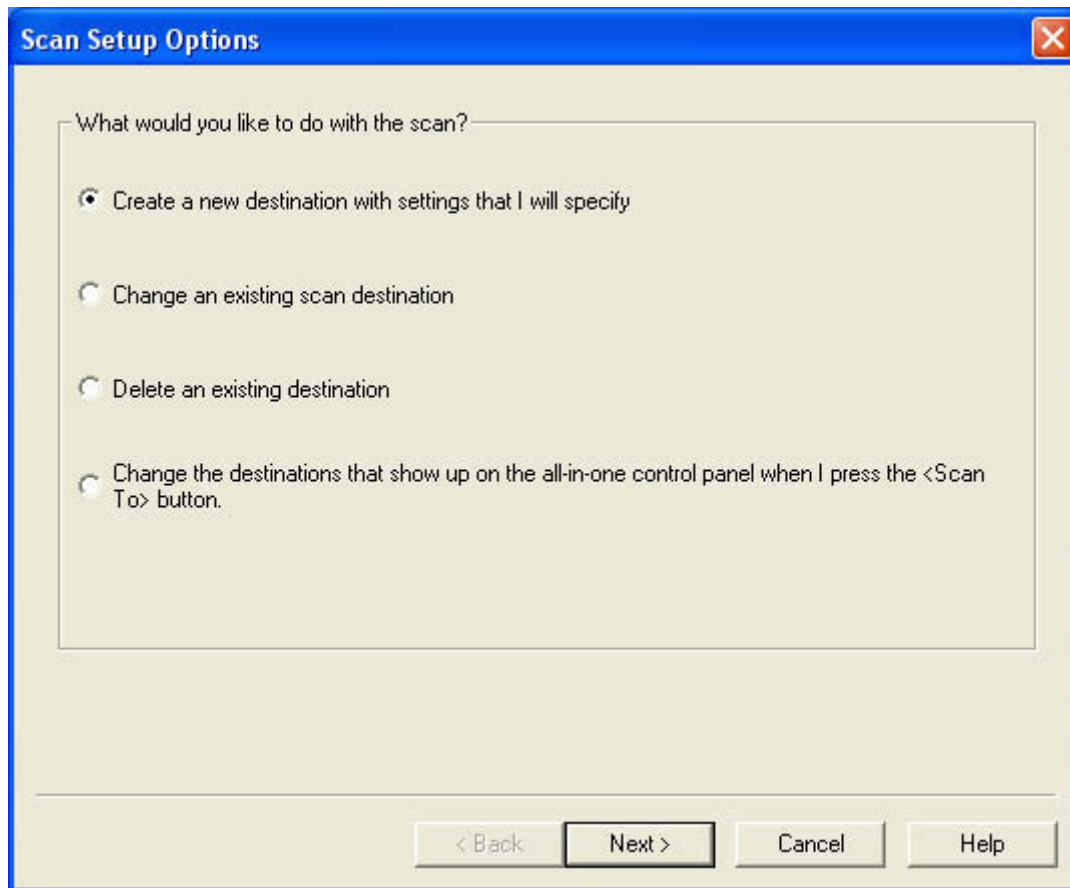 Scan Setup Options
What would you like to do with the scan?
Create a new destination with settings that I will specify
Change an existing scan destination
Delete an existing destination
Change the destinations that show up on the all-in-one control panel when I press the <Scan
To> button.
< Back
Next >
Cancel
Help